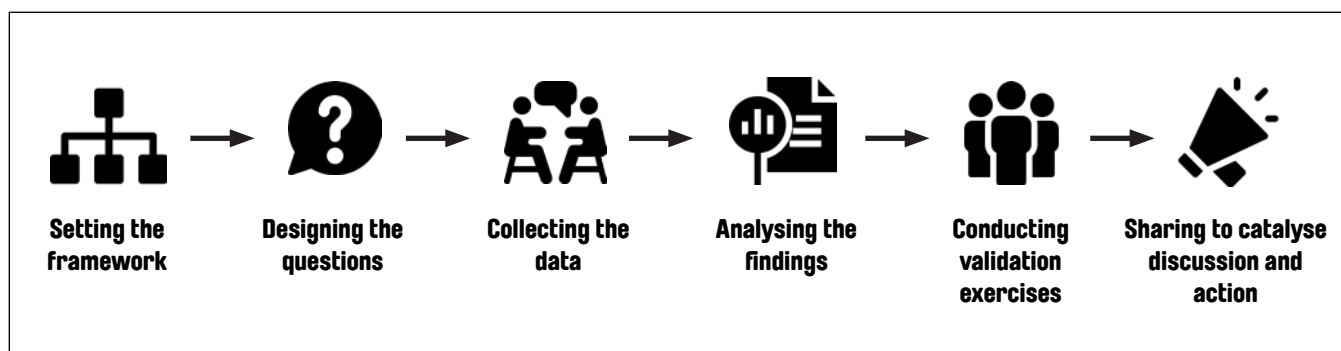 ?
Setting the
framework
Designing the
questions
Collecting the
data
Analysing the
findings
Conducting
validation
exercises
Sharing to catalyse
discussion and
action